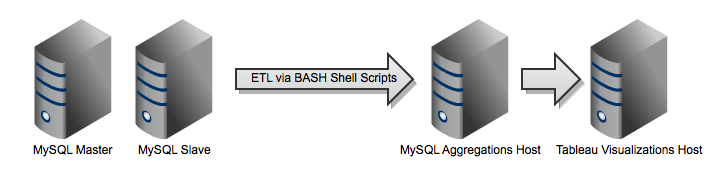 ETL via BASH Shell Scripts
MySQL Master
MySQL Slave
MySQL Aggregations Host
Tableau Visualizations Host